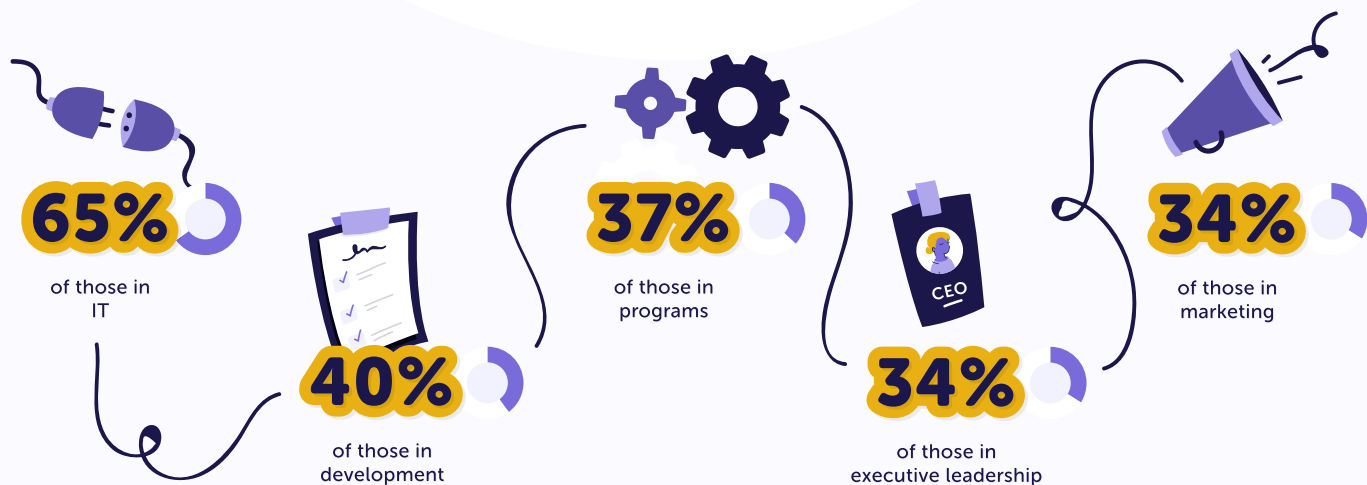 65%
of those in
IT
40%
of those in
development
37%
of those in
programs
CEO
34%
of those in
executive leadership
34%
of those in
marketing